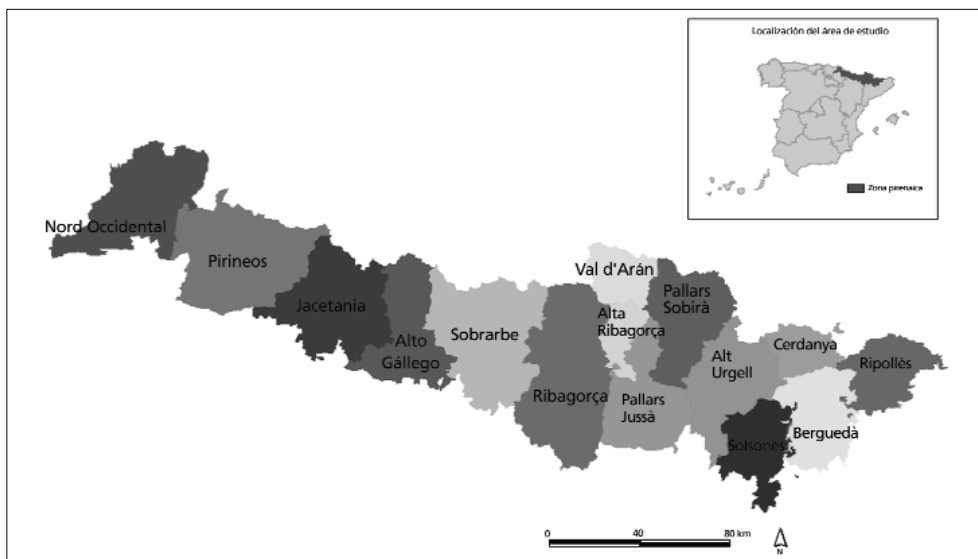 Localización del área de estudio
Zona pirenaica
Nord Occidental
Pirineos
Jacetania
Alto
Gállego
Sobrarbe
Ribagorça
Val d'Arán
Alta
Ribagorça
Pallars
Sobirà
Pallars
Jussà
Alt
Urgell
Cerdanya
Ripollès
Solsonès
Berguedà
0 40 80 km
N